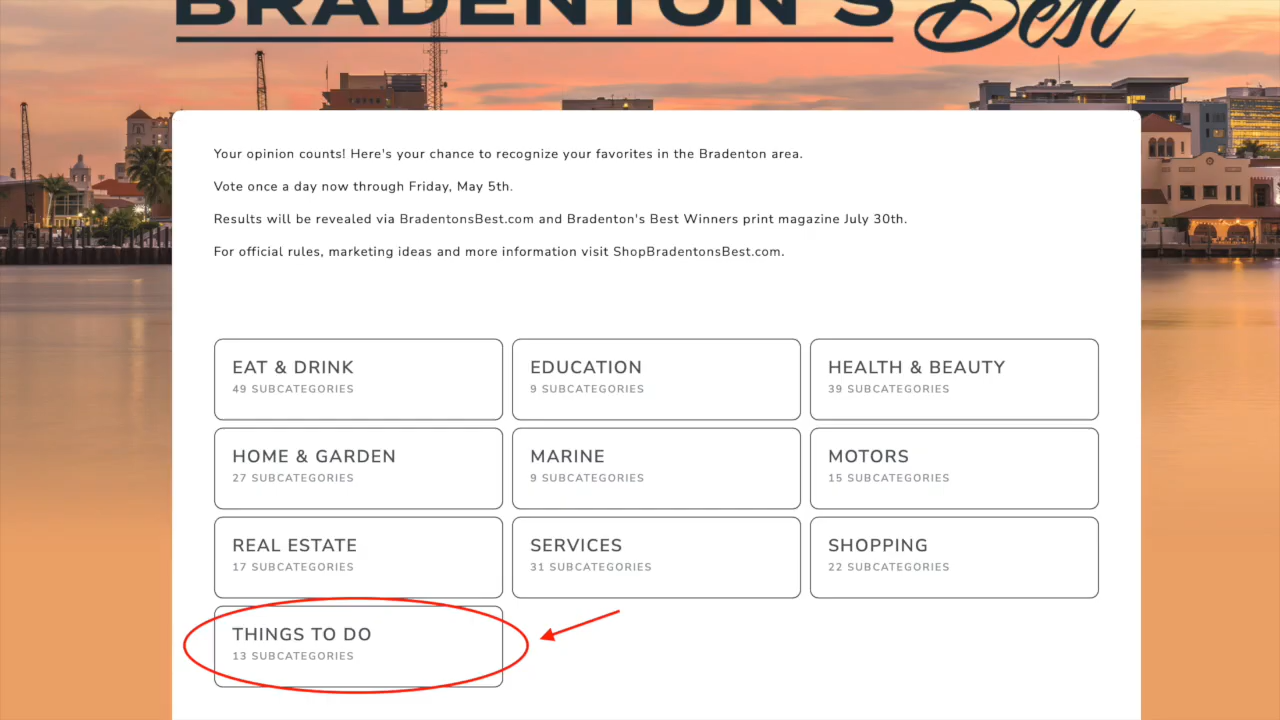 BRADENTON'S Best
Your opinion counts! Here's your chance to recognize your favorites in the Bradenton area.
Vote once a day now through Friday, May 5th.
Results will be revealed via BradentonsBest.com and Bradenton's Best Winners print magazine July 30th.
For official rules, marketing ideas and more information visit ShopBradentonsBest.com.
EAT & DRINK
49 SUBCATEGORIES
EDUCATION
9 SUBCATEGORIES
HEALTH & BEAUTY
39 SUBCATEGORIES
HOME & GARDEN
27 SUBCATEGORIES
MARINE
9 SUBCATEGORIES
MOTORS
15 SUBCATEGORIES
REAL ESTATE
17 SUBCATEGORIES
SERVICES
31 SUBCATEGORIES
SHOPPING
22 SUBCATEGORIES
THINGS TO DO
13 SUBCATEGORIES